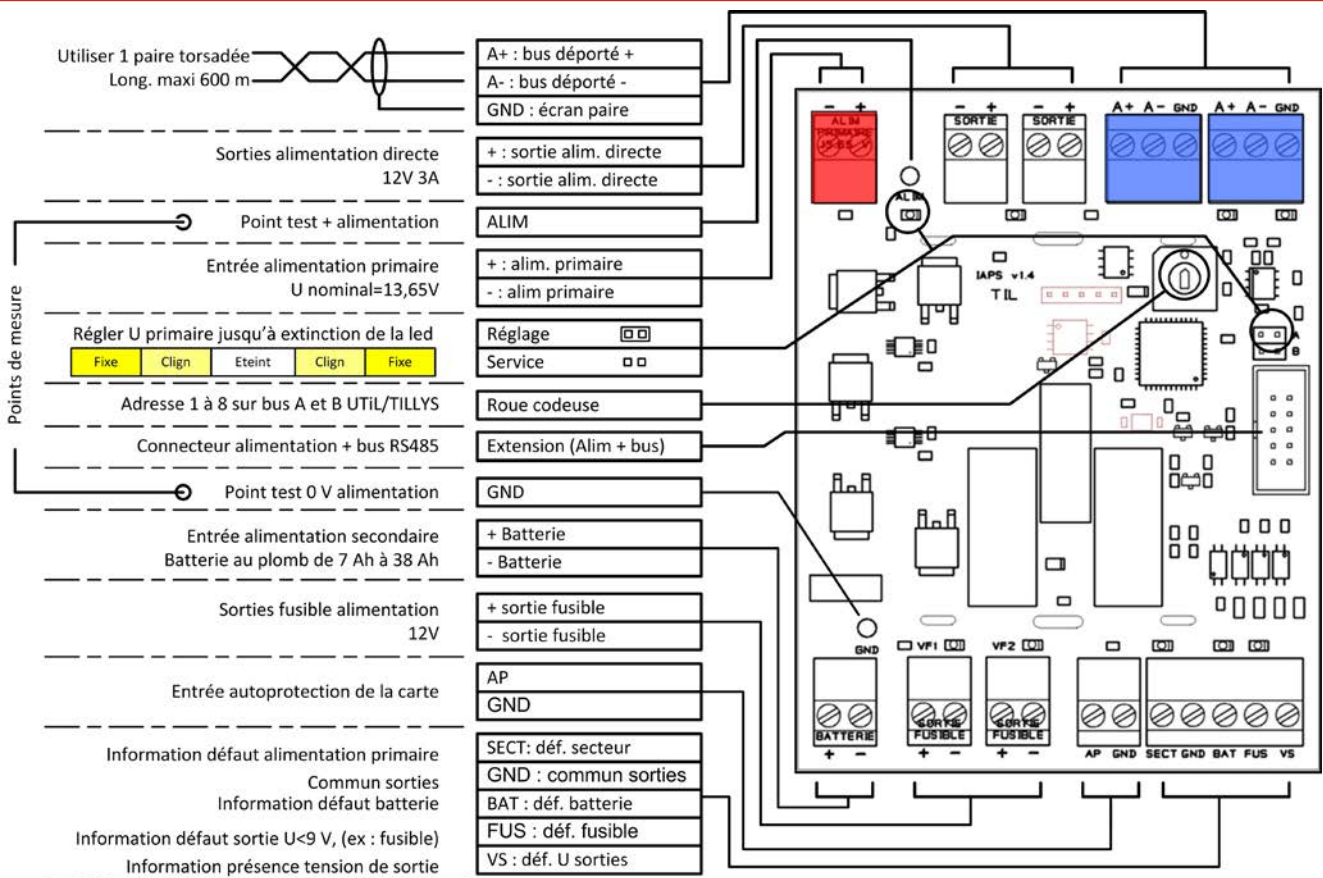 Utiliser 1 paire torsadée
Long. maxi 600 m
A+ : bus déporté +
A- : bus déporté -
GND : écran paire
Sorties alimentation directe
12V 3A
+ : sortie alim. directe
- : sortie alim. directe
Point test + alimentation
ALIM
Entrée alimentation primaire
U nominal=13,65V
+ : alim. primaire
- : alim primaire
Régler U primaire jusqu'à extinction de la led
Fixe Clign Eteint Clign Fixe
Réglage
Service
Adresse 1 à 8 sur bus A et B UTiL/TILLYS
Roue codeuse
Connecteur alimentation + bus RS485
Extension (Alim + bus)
Point test 0 V alimentation
GND
Points de mesure
Entrée alimentation secondaire
Batterie au plomb de 7 Ah à 38 Ah
+ Batterie
- Batterie
Sorties fusible alimentation
12V
+ sortie fusible
- sortie fusible
Entrée autoprotection de la carte
AP
GND
Information défaut alimentation primaire
Commun sorties
Information défaut batterie
Information défaut sortie U<9 V, (ex : fusible)
Information présence tension de sortie
SECT: déf. secteur
GND : commun sorties
BAT : déf. batterie
FUS : déf. fusible
VS : déf. U sorties
- + - + - + A+ A- GND A+ A- GND
ALIM
PRIMAIRE
13.65 V
SORTIE SORTIE
ALIM
IAPS v1.4
TIL
A
B
GND
VF1 VF2
BATTERIE
SORTIE
FUSIBLE
SORTIE
FUSIBLE
+ - + - + - AP GND SECT GND BAT FUS VS